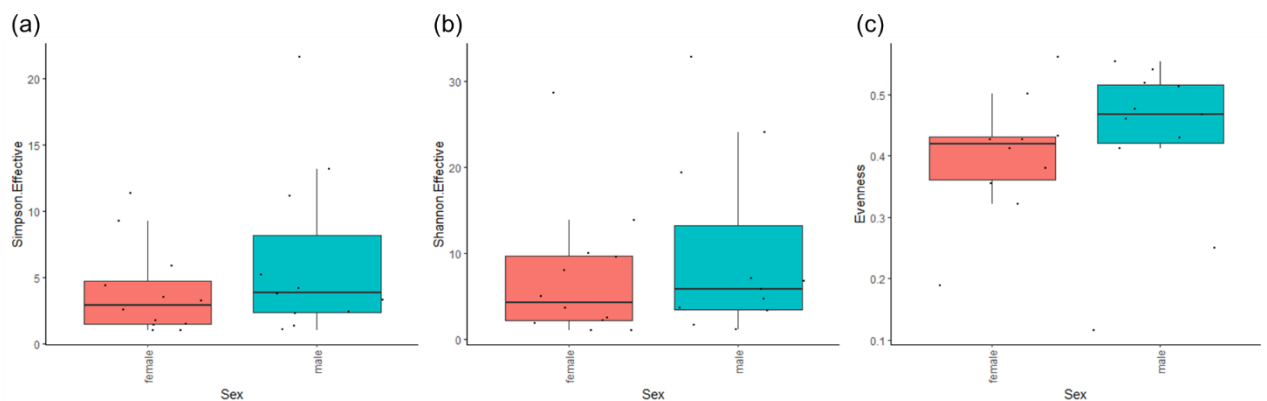 (a)
Simpson.Effective
20
15
10
5
0
female
male
Sex
(b)
Shannon.Effective
30
20
10
0
female
male
Sex
(c)
Evenness
0.5
0.4
0.3
0.2
0.1
female
male
Sex